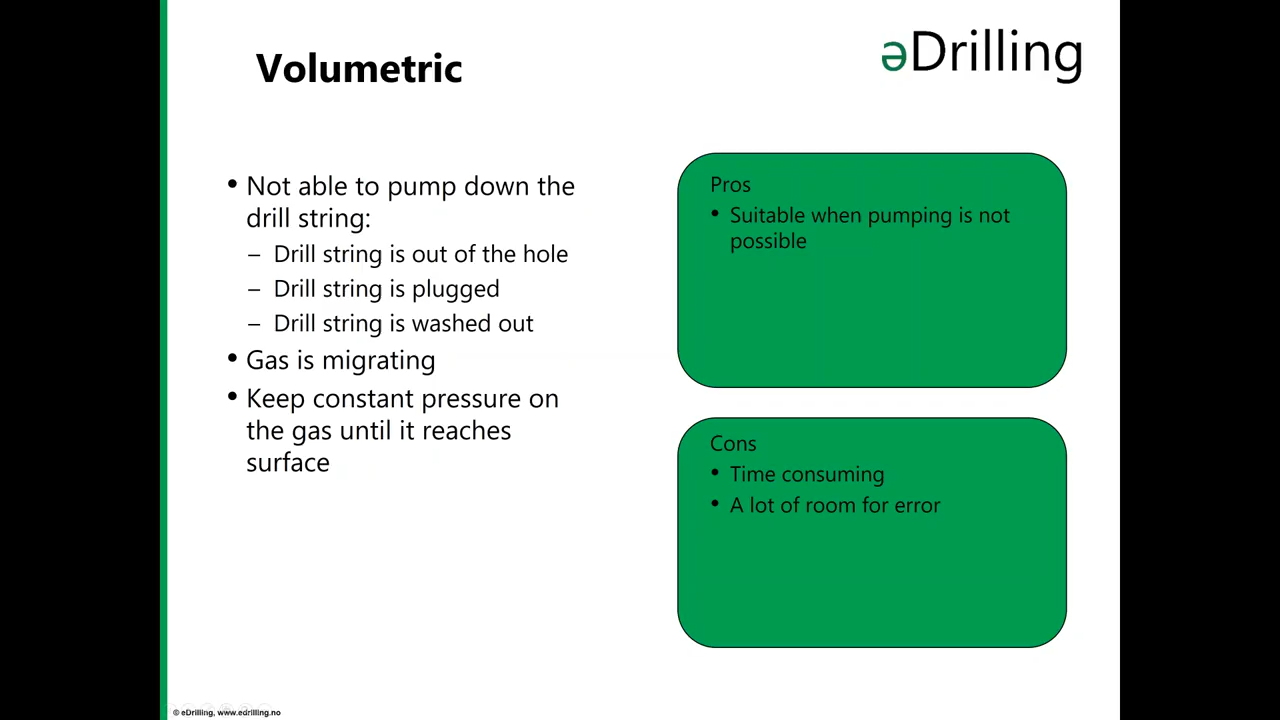 Volumetric
əDrilling
• Not able to pump down the
drill string:
– Drill string is out of the hole
– Drill string is plugged
– Drill string is washed out
• Gas is migrating
• Keep constant pressure on
the gas until it reaches
surface
Pros
• Suitable when pumping is not
possible
Cons
• Time consuming
• A lot of room for error
© eDrilling, www.edrilling.no